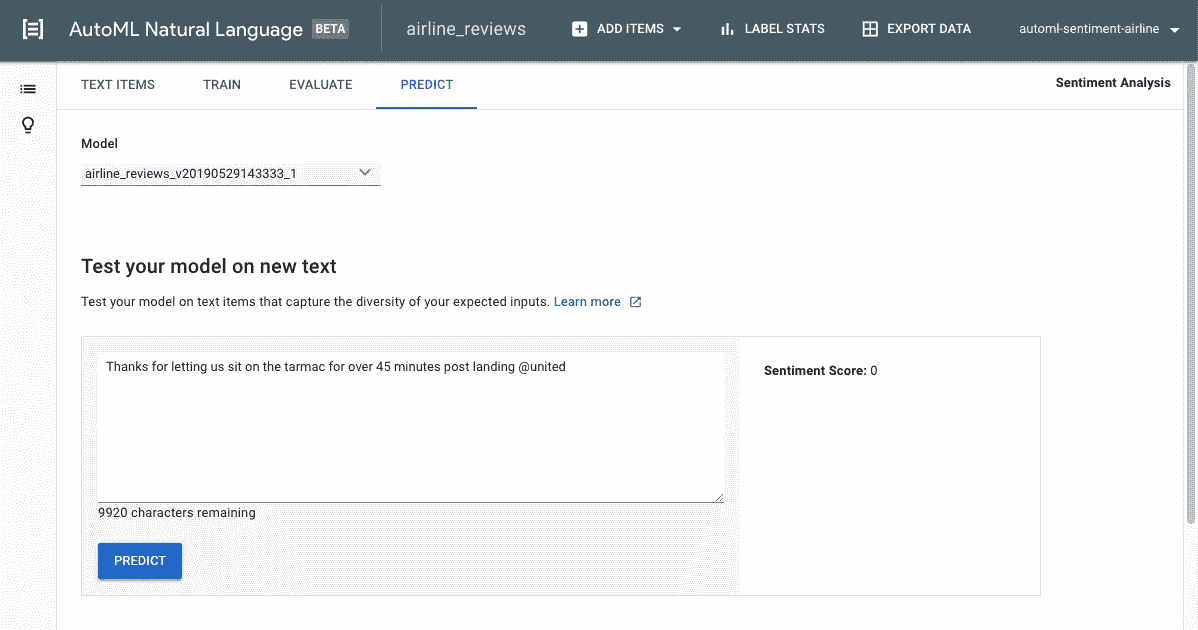 AutoML Natural Language BETA airline_reviews ADD ITEMS LABEL STATS EXPORT DATA automl-sentiment-airline
TEXT ITEMS TRAIN EVALUATE PREDICT Sentiment Analysis
Model
airline_reviews_v20190529143333_1
Test your model on new text
Test your model on text items that capture the diversity of your expected inputs. Learn more
Thanks for letting us sit on the tarmac for over 45 minutes post landing @united
Sentiment Score: 0
9920 characters remaining
PREDICT